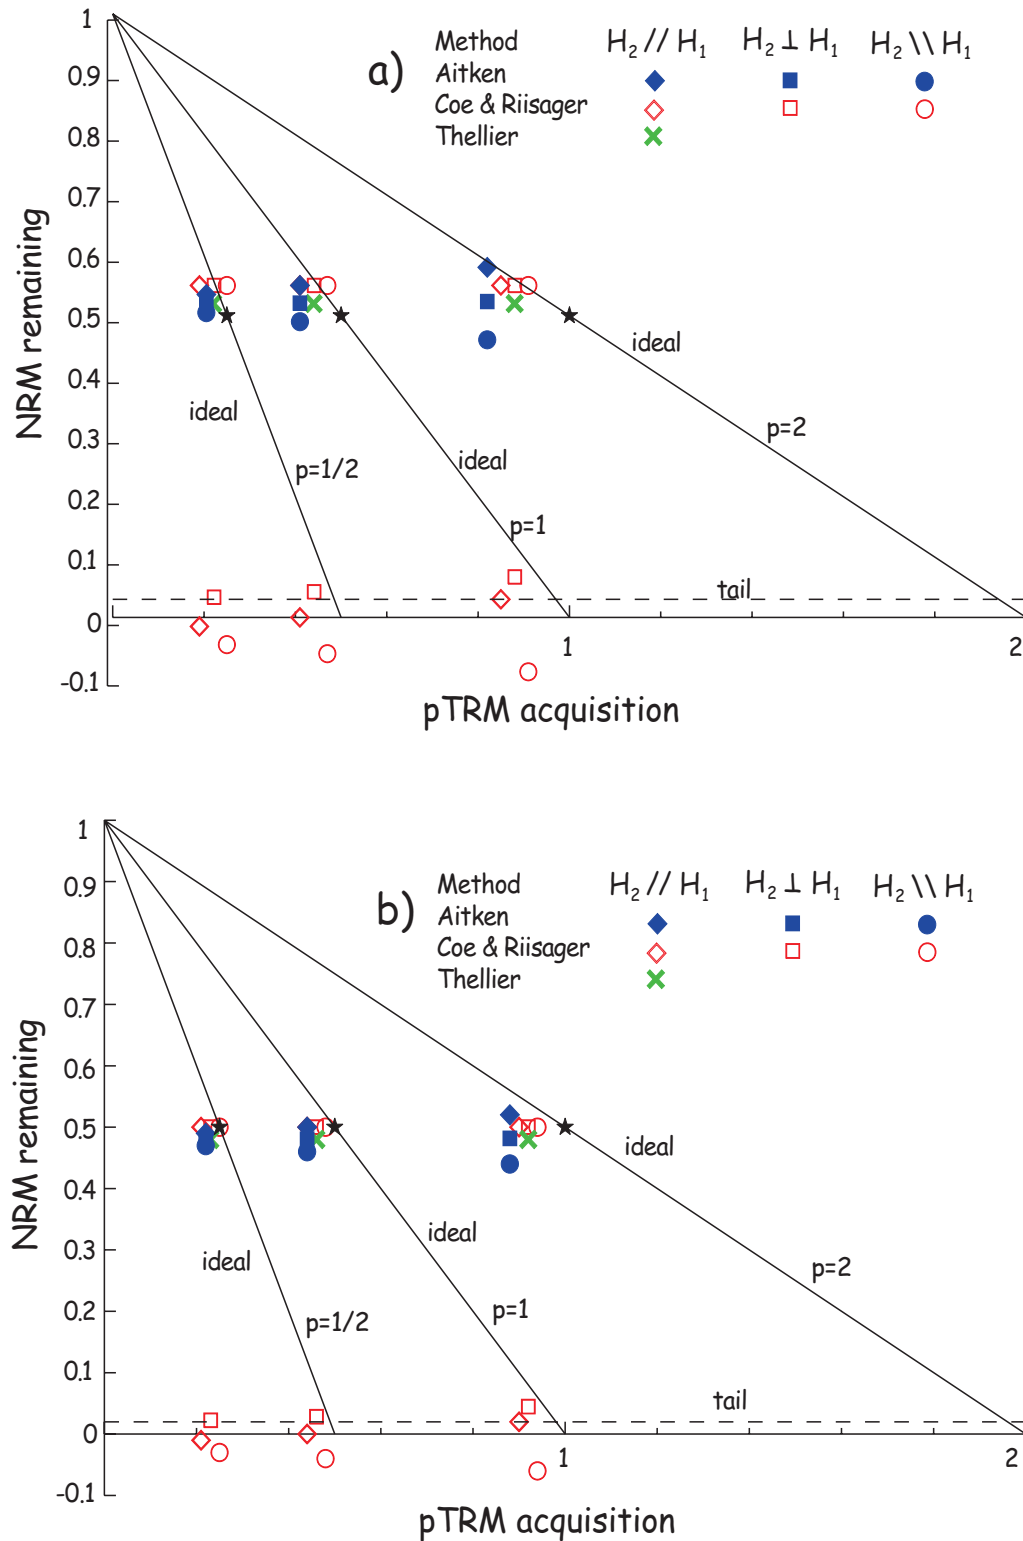 1
0.9
0.8
0.7
0.6
0.5
0.4
0.3
0.2
0.1
0
-0.1
NRM remaining
a)
Method H₂ // H₁ H₂ ⊥ H₁ H₂ \\ H₁
Aitken
Coe & Riisager
Thellier
ideal
ideal
ideal
p=2
p=1/2
p=1
tail
1 2
pTRM acquisition
1
0.9
0.8
0.7
0.6
0.5
0.4
0.3
0.2
0.1
0
-0.1
NRM remaining
b)
Method H₂ // H₁ H₂ ⊥ H₁ H₂ \\ H₁
Aitken
Coe & Riisager
Thellier
ideal
ideal
ideal
p=2
p=1
p=1/2
tail
1 2
pTRM acquisition